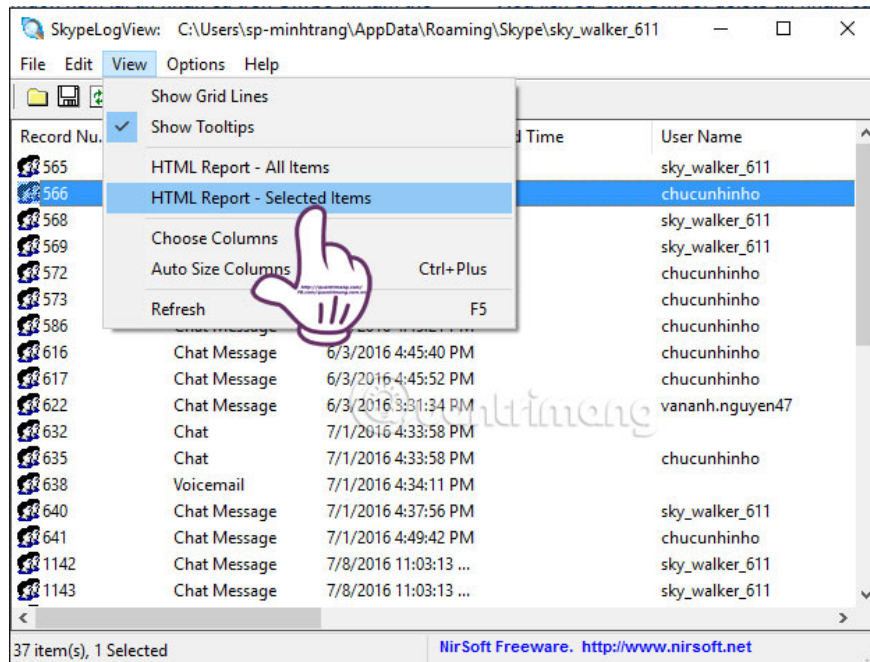 SkypeLogView: C:\Users\sp-minhtrang\AppData\Roaming\Skype\sky_walker_611
File Edit View Options Help
Show Grid Lines
Show Tooltips
HTML Report - All Items
HTML Report - Selected Items
Choose Columns
Auto Size Columns Ctrl+Plus
Refresh F5
Record Nu... Time User Name
565 sky_walker_611
566 chucunhinho
568 sky_walker_611
569 sky_walker_611
572 chucunhinho
573 chucunhinho
586 chucunhinho
616 Chat Message 6/3/2016 4:45:40 PM chucunhinho
617 Chat Message 6/3/2016 4:45:52 PM chucunhinho
622 Chat Message 6/3/2016 3:31:34 PM vananh.nguyen47
632 Chat 7/1/2016 4:33:58 PM
635 Chat 7/1/2016 4:33:58 PM chucunhinho
638 Voicemail 7/1/2016 4:34:11 PM
640 Chat Message 7/1/2016 4:37:56 PM sky_walker_611
641 Chat Message 7/1/2016 4:49:42 PM chucunhinho
1142 Chat Message 7/8/2016 11:03:13 ... sky_walker_611
1143 Chat Message 7/8/2016 11:03:13 ... sky_walker_611
quantrimang
37 item(s), 1 Selected
NirSoft Freeware. http://www.nirsoft.net